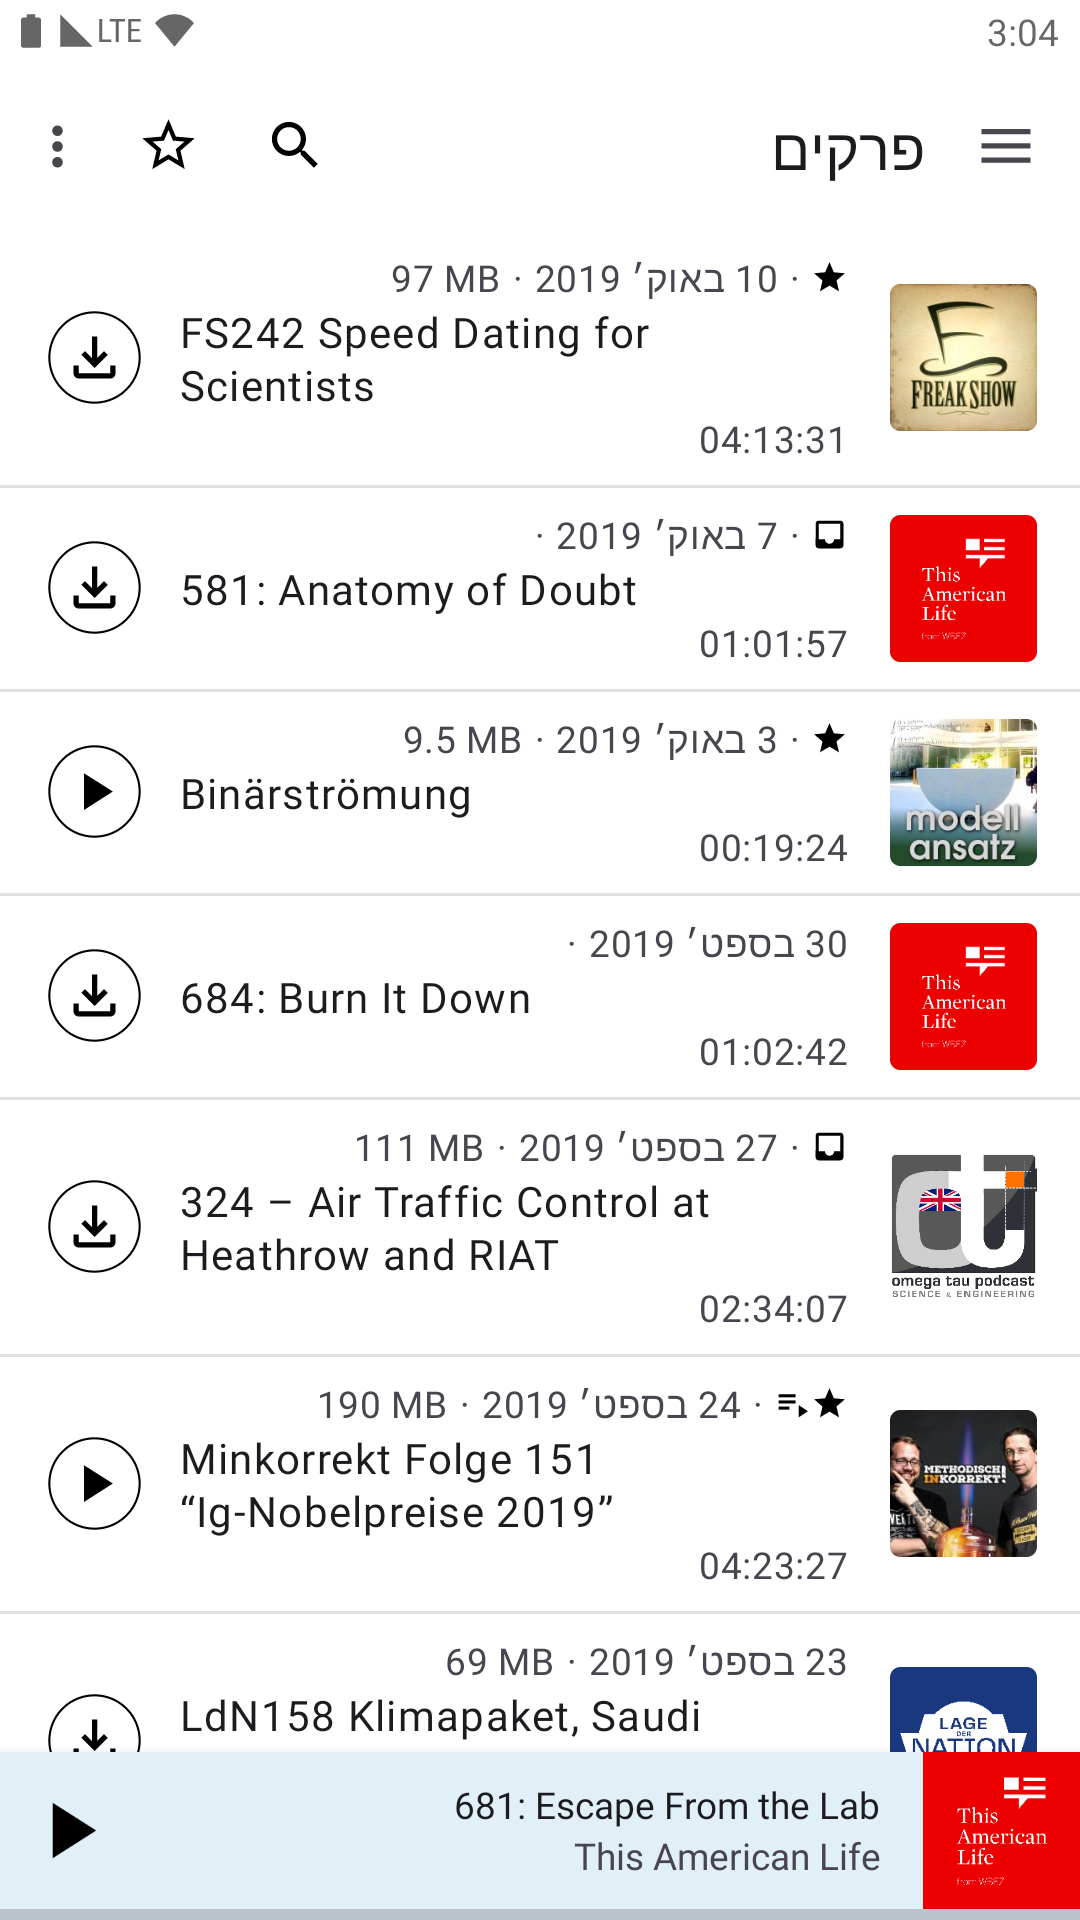 LTE
3:04
פרקים
10 באוק׳ 2019 · 97 MB
FS242 Speed Dating for
Scientists
04:13:31
FREAK SHOW
· 7 באוק׳ 2019 ·
581: Anatomy of Doubt
01:01:57
This
American
Life
from WBEZ
· 3 באוק׳ 2019 · 9.5 MB
Binärströmung
00:19:24
modell
ansatz
30 בספט׳ 2019 ·
684: Burn It Down
01:02:42
This
American
Life
from WBEZ
· 27 בספט׳ 2019 · 111 MB
324 – Air Traffic Control at
Heathrow and RIAT
02:34:07
omega tau podcast
SCIENCE & ENGINEERING
· 24 בספט׳ 2019 · 190 MB
Minkorrekt Folge 151
“Ig-Nobelpreise 2019”
04:23:27
METHODISCH
INKORREKT!
23 בספט׳ 2019 · 69 MB
LdN158 Klimapaket, Saudi
LAGE
DER
NATION
681: Escape From the Lab
This American Life
This
American
Life
from WBEZ